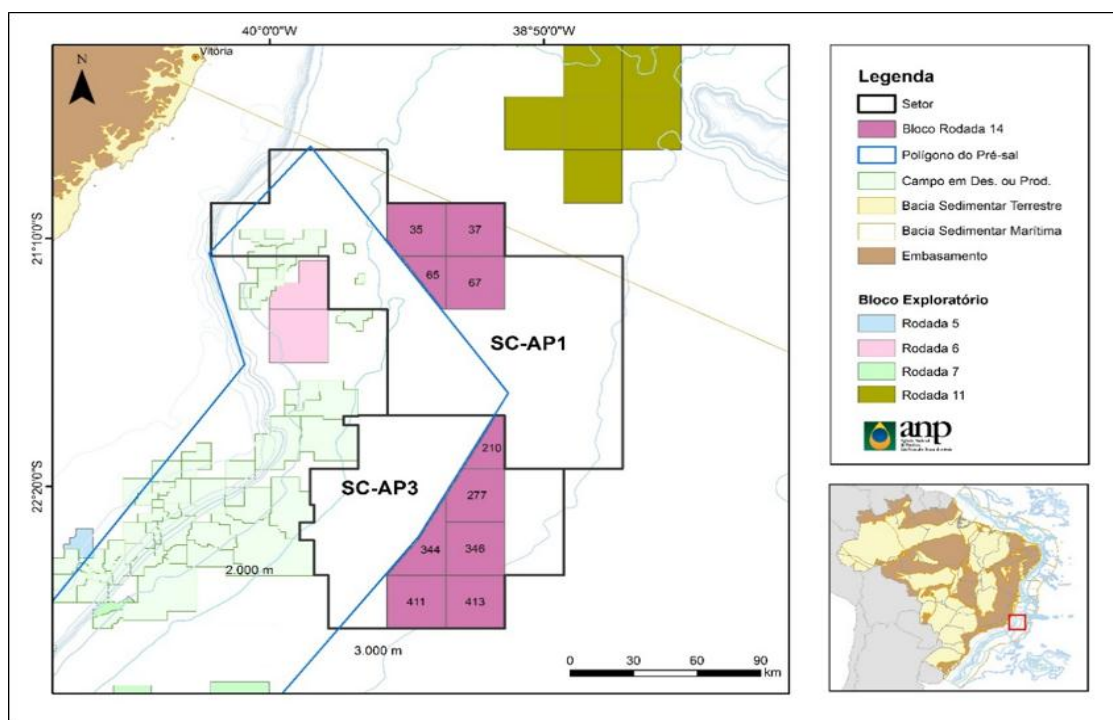 40°0'0"W
38°50'0"W
Vitória
N
21°10'0"S
22°20'0"S
35
37
65
67
SC-AP1
210
SC-AP3
277
344
346
411
413
2.000 m
3.000 m
0 30 60 90
km
Legenda
Setor
Bloco Rodada 14
Polígono do Pré-sal
Campo em Des. ou Prod.
Bacia Sedimentar Terrestre
Bacia Sedimentar Marítima
Embasamento
Bloco Exploratório
Rodada 5
Rodada 6
Rodada 7
Rodada 11
anp